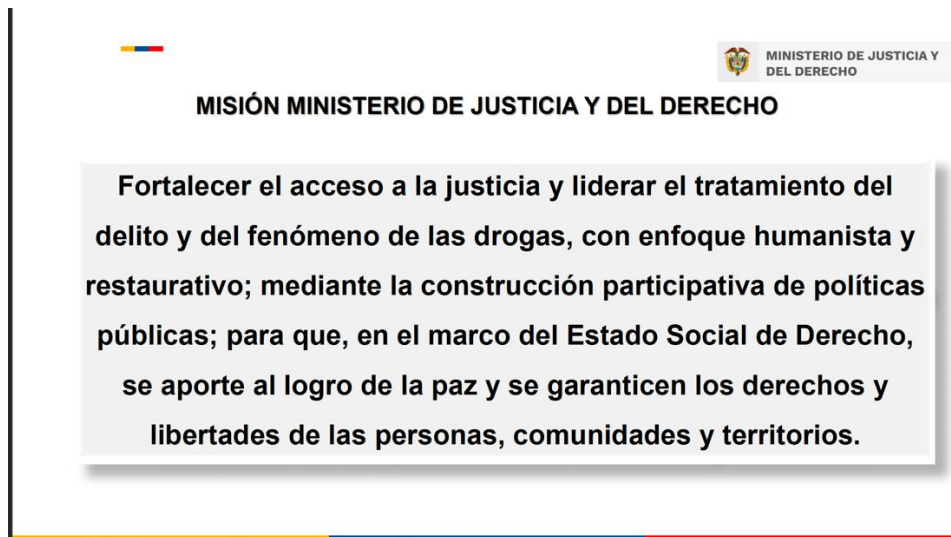 MINISTERIO DE JUSTICIA Y
DEL DERECHO
MISIÓN MINISTERIO DE JUSTICIA Y DEL DERECHO
Fortalecer el acceso a la justicia y liderar el tratamiento del
delito y del fenómeno de las drogas, con enfoque humanista y
restaurativo; mediante la construcción participativa de políticas
públicas; para que, en el marco del Estado Social de Derecho,
se aporte al logro de la paz y se garanticen los derechos y
libertades de las personas, comunidades y territorios.